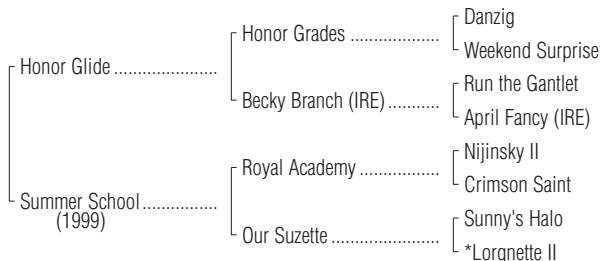 Danzig
Honor Grades ...................
Weekend Surprise
Honor Glide ......................
Run the Gantlet
Becky Branch (IRE) ...........
April Fancy (IRE)
Nijinsky II
Royal Academy .................
Crimson Saint
Summer School ................
(1999)
Sunny's Halo
Our Suzette .......................
*Lorgnette II